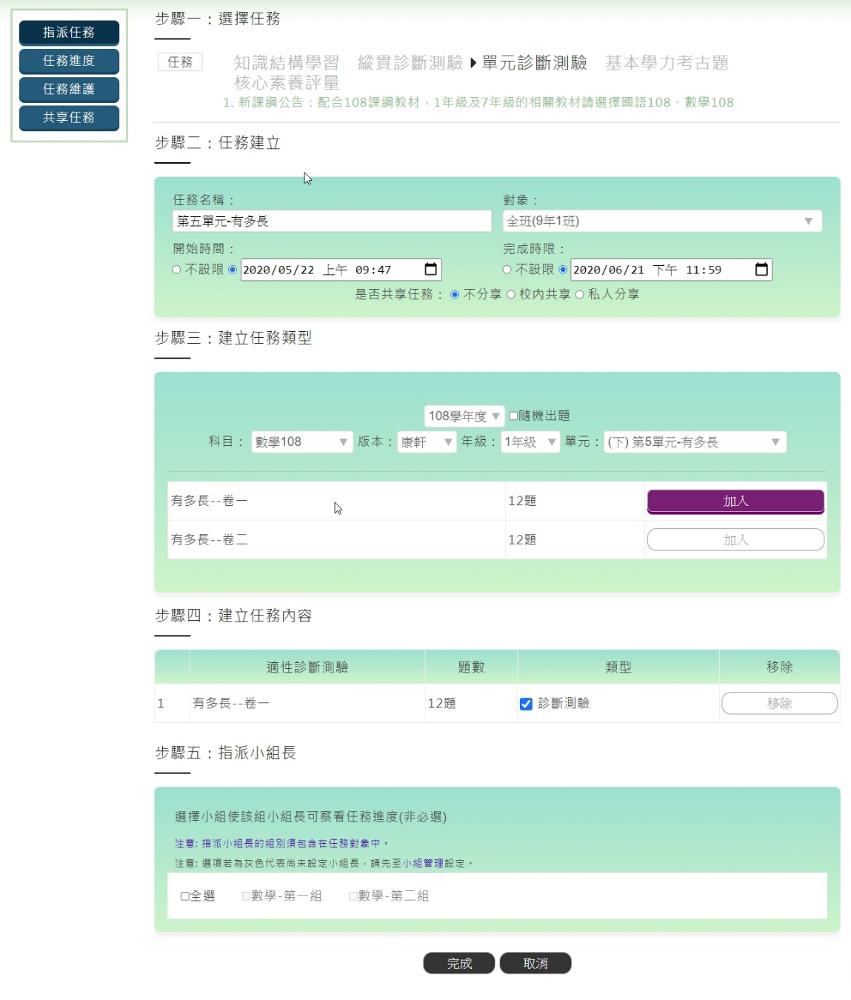 指派任務
任務進度
任務維護
共享任務
步驟一：選擇任務
任務 知識結構學習 縱貫診斷測驗 單元診斷測驗 基本學力考古題
核心素養評量
1. 新課綱公告：配合108課綱教材，1年級及7年級的相關教材請選擇國語108、數學108
步驟二：任務建立
任務名稱： 對象：
第五單元-有多長 全班(9年1班)
開始時間： 完成時限：
不設限 2020/05/22 上午 09:47 不設限 2020/06/21 下午 11:59
是否共享任務： 不分享 校內共享 私人分享
步驟三：建立任務類型
108學年度 隨機出題
科目： 數學108 版本： 康軒 年級： 1年級 單元： (下) 第5單元-有多長
有多長--卷一 12題 加入
有多長--卷二 12題 加入
步驟四：建立任務內容
適性診斷測驗 題數 類型 移除
1 有多長--卷一 12題 診斷測驗 移除
步驟五：指派小組長
選擇小組使該組小組長可察看任務進度(非必選)
注意: 指派小組長的組別須包含在任務對象中。
注意: 選項若為灰色代表尚未設定小組長，請先至小組管理設定。
全選 數學-第一組 數學-第二組
完成 取消